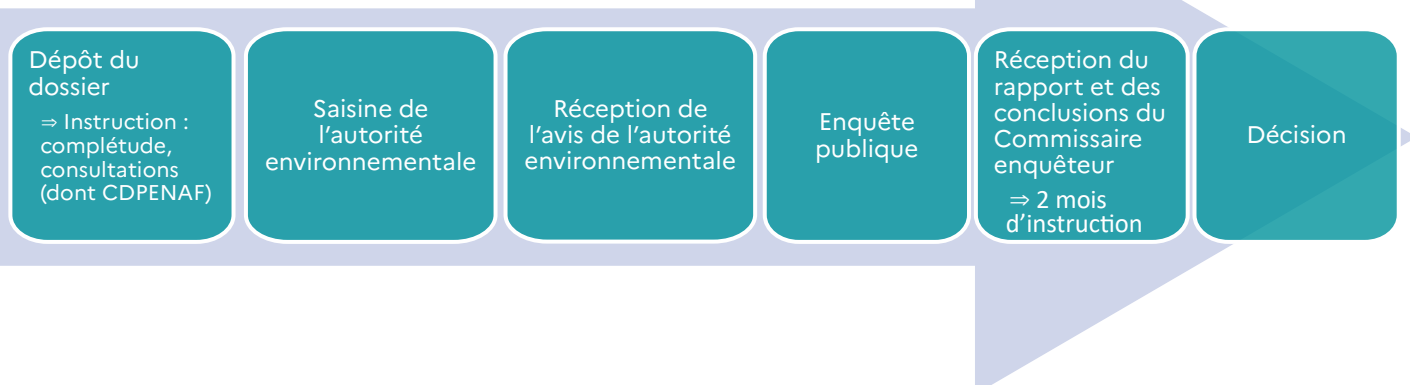 Dépôt du
dossier
⇒ Instruction :
complétude,
consultations
(dont CDPENAF)
Saisine de
l'autorité
environnementale
Réception de
l'avis de l'autorité
environnementale
Enquête
publique
Réception du
rapport et des
conclusions du
Commissaire
enquêteur
⇒ 2 mois
d'instruction
Décision